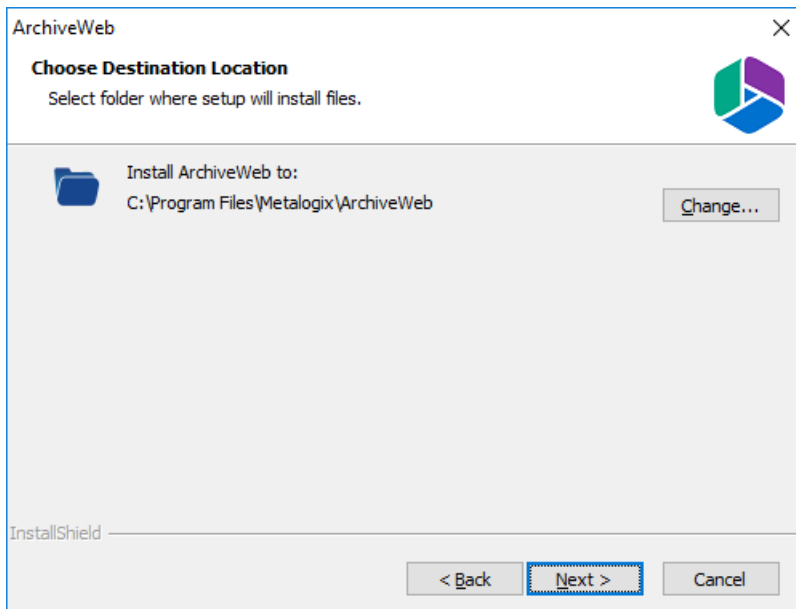 ArchiveWeb
Choose Destination Location
Select folder where setup will install files.
Install ArchiveWeb to:
C:\Program Files\Metalogix\ArchiveWeb
Change...
InstallShield
< Back
Next >
Cancel